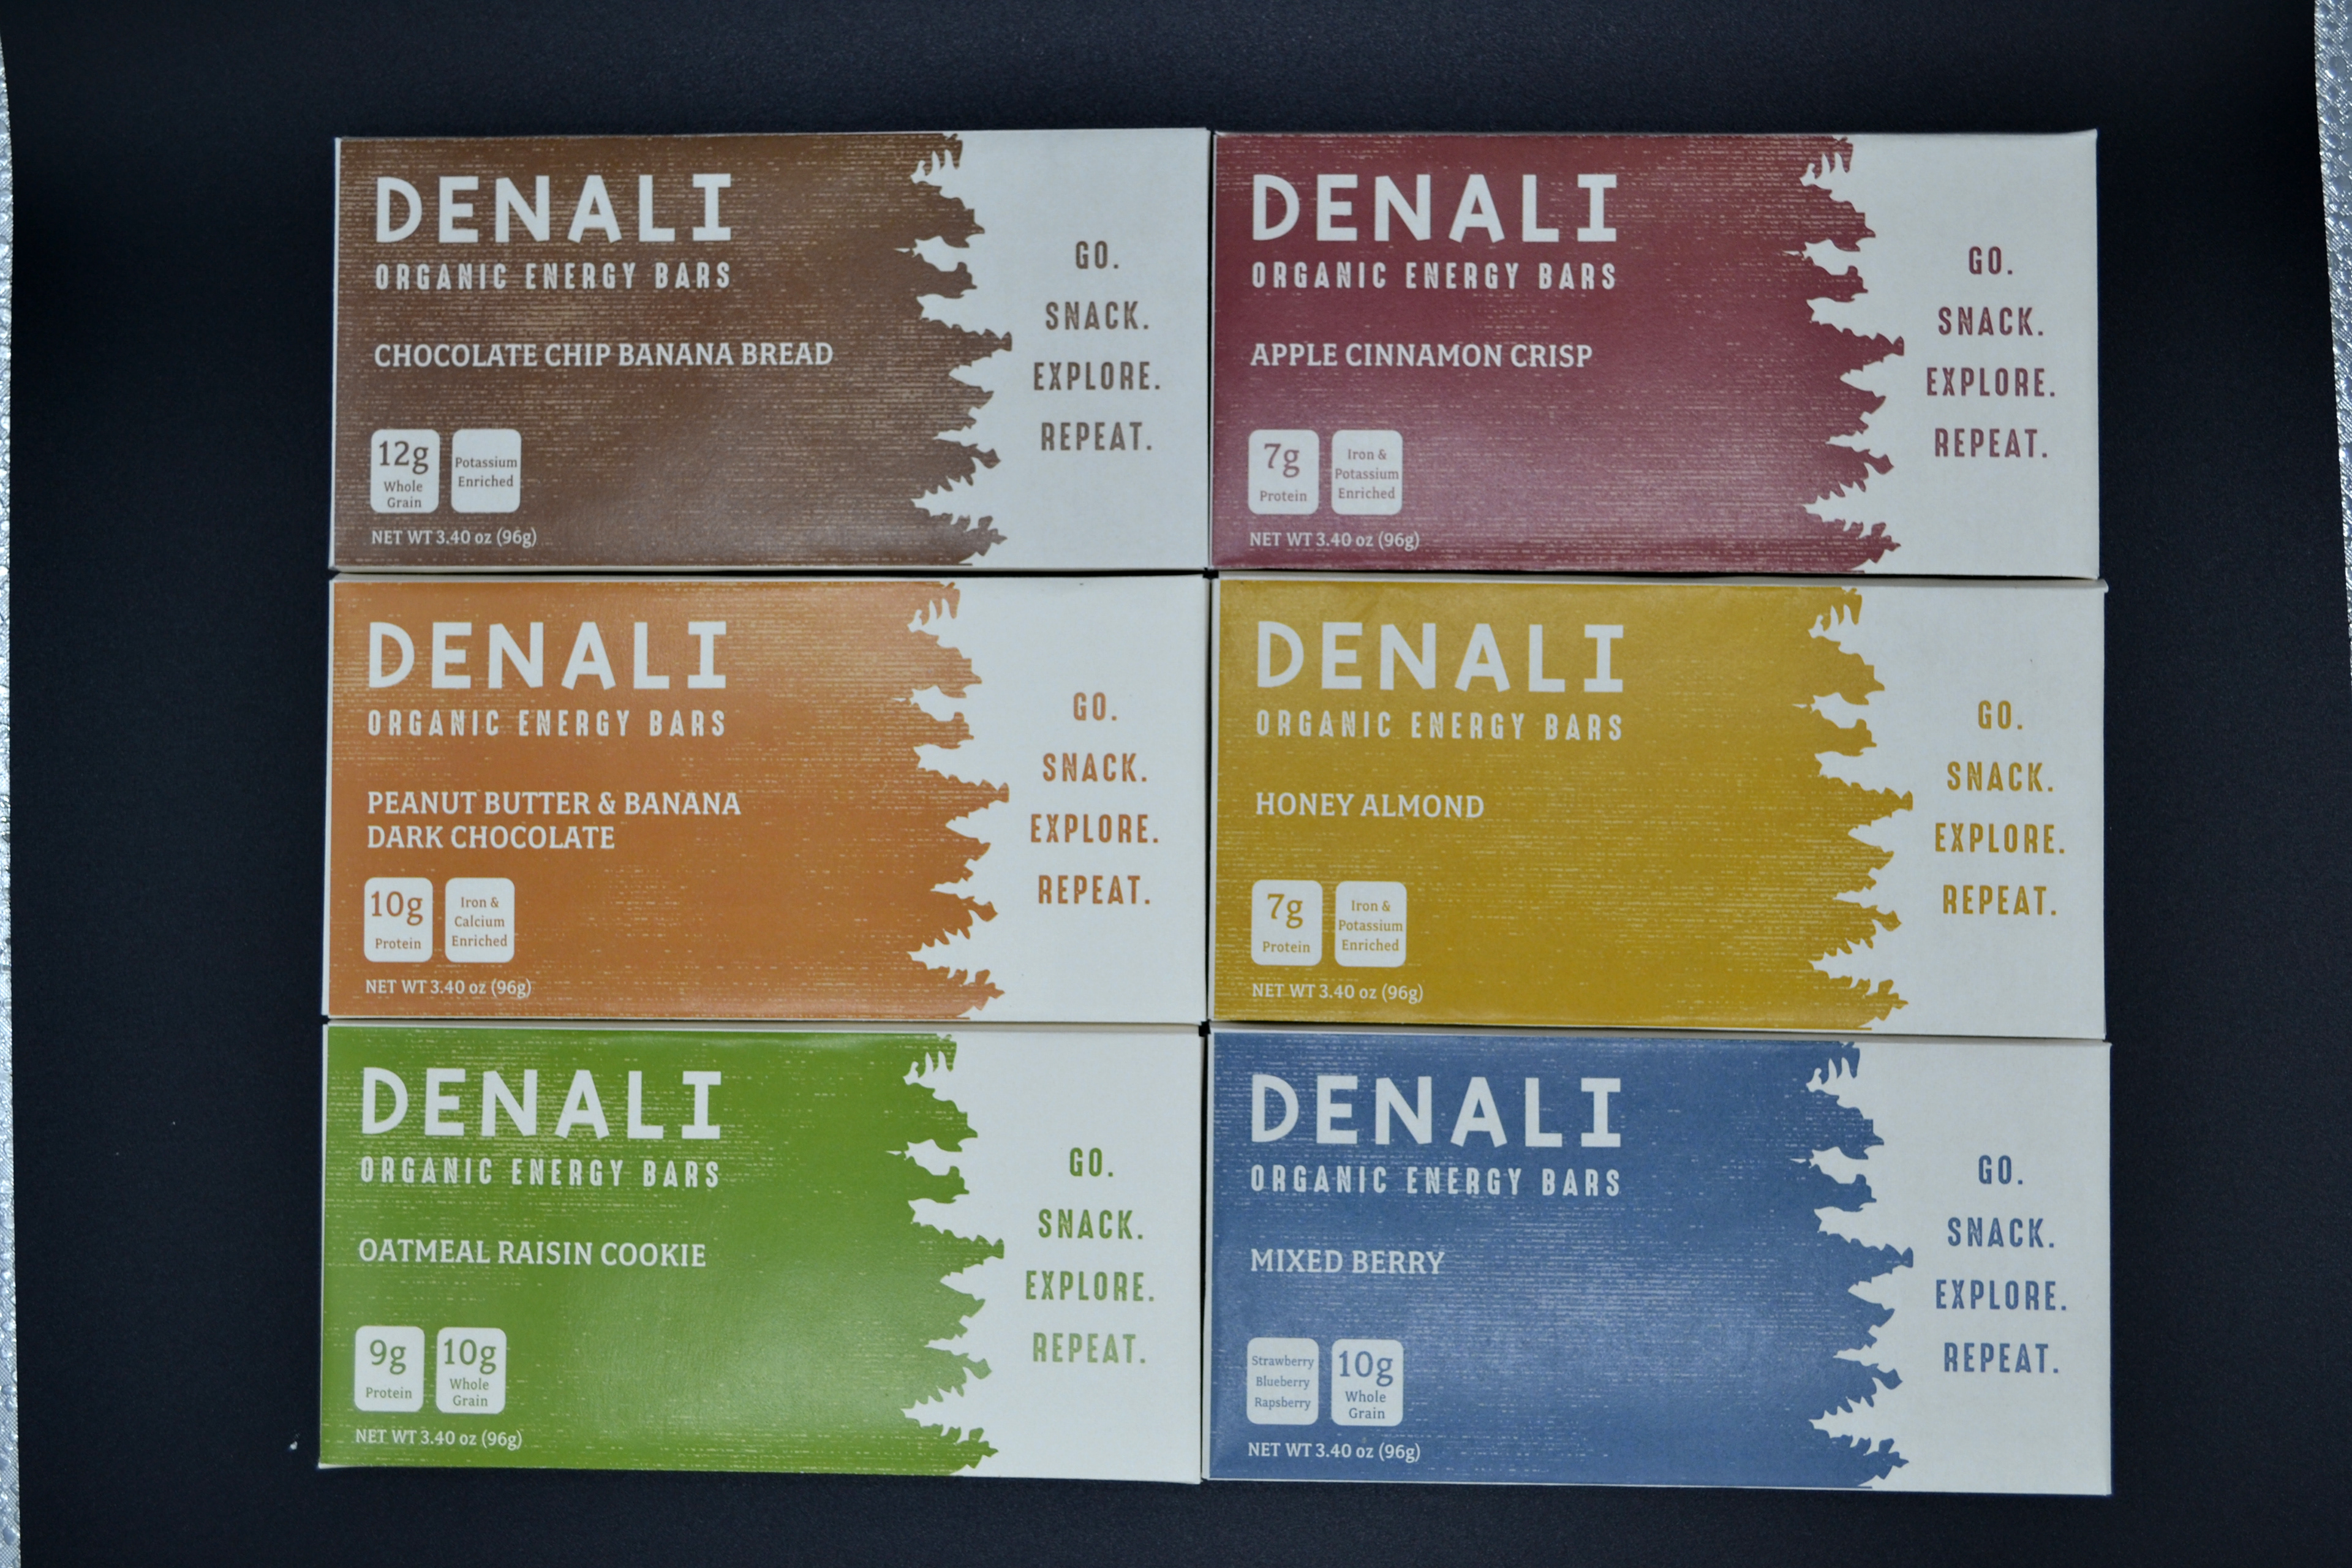 DENALI
ORGANIC ENERGY BARS
CHOCOLATE CHIP BANANA BREAD
12g
Whole
Grain
Potassium
Enriched
NET WT 3.40 oz (96g)
GO.
SNACK.
EXPLORE.
REPEAT.
DENALI
ORGANIC ENERGY BARS
APPLE CINNAMON CRISP
7g
Protein
Iron &
Potassium
Enriched
NET WT 3.40 oz (96g)
GO.
SNACK.
EXPLORE.
REPEAT.
DENALI
ORGANIC ENERGY BARS
PEANUT BUTTER & BANANA
DARK CHOCOLATE
10g
Protein
Iron &
Calcium
Enriched
NET WT 3.40 oz (96g)
GO.
SNACK.
EXPLORE.
REPEAT.
DENALI
ORGANIC ENERGY BARS
HONEY ALMOND
7g
Protein
Iron &
Potassium
Enriched
NET WT 3.40 oz (96g)
GO.
SNACK.
EXPLORE.
REPEAT.
DENALI
ORGANIC ENERGY BARS
OATMEAL RAISIN COOKIE
9g
Protein
10g
Whole
Grain
NET WT 3.40 oz (96g)
GO.
SNACK.
EXPLORE.
REPEAT.
DENALI
ORGANIC ENERGY BARS
MIXED BERRY
Strawberry
Blueberry
Rapsberry
10g
Whole
Grain
NET WT 3.40 oz (96g)
GO.
SNACK.
EXPLORE.
REPEAT.